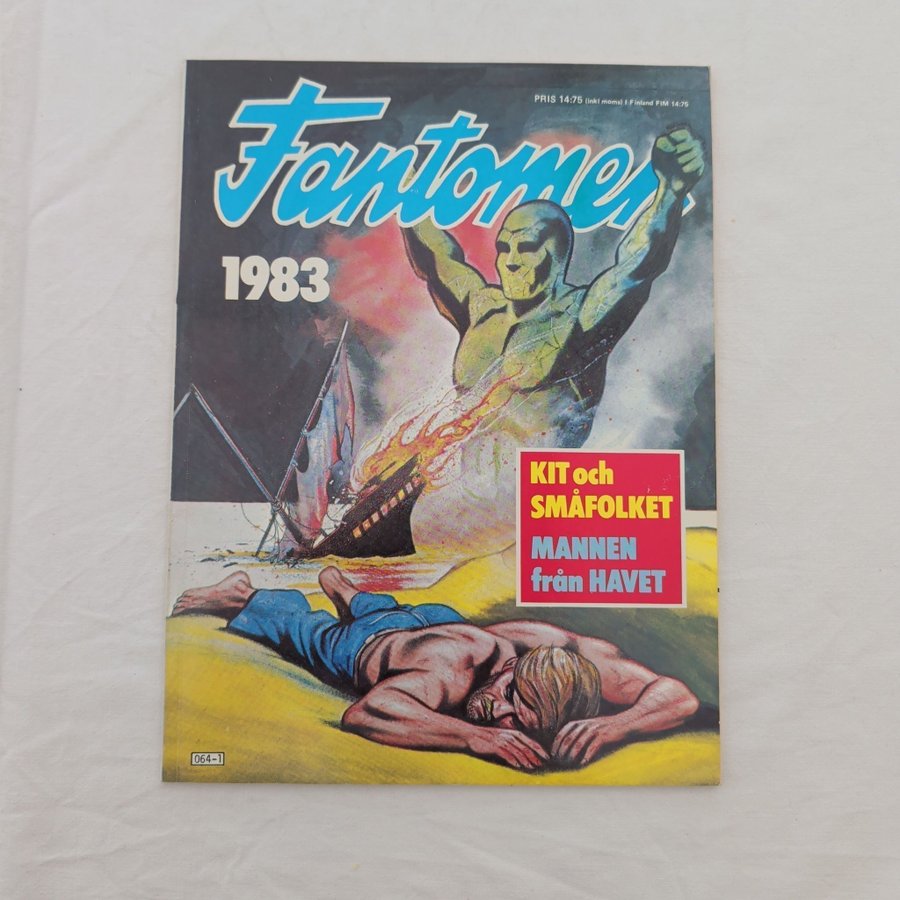 PRIS 14:75 (inkl moms) I Finland FIM 14:75
Fantomen
1983
KIT och
SMÅFOLKET
MANNEN
från HAVET
064-1